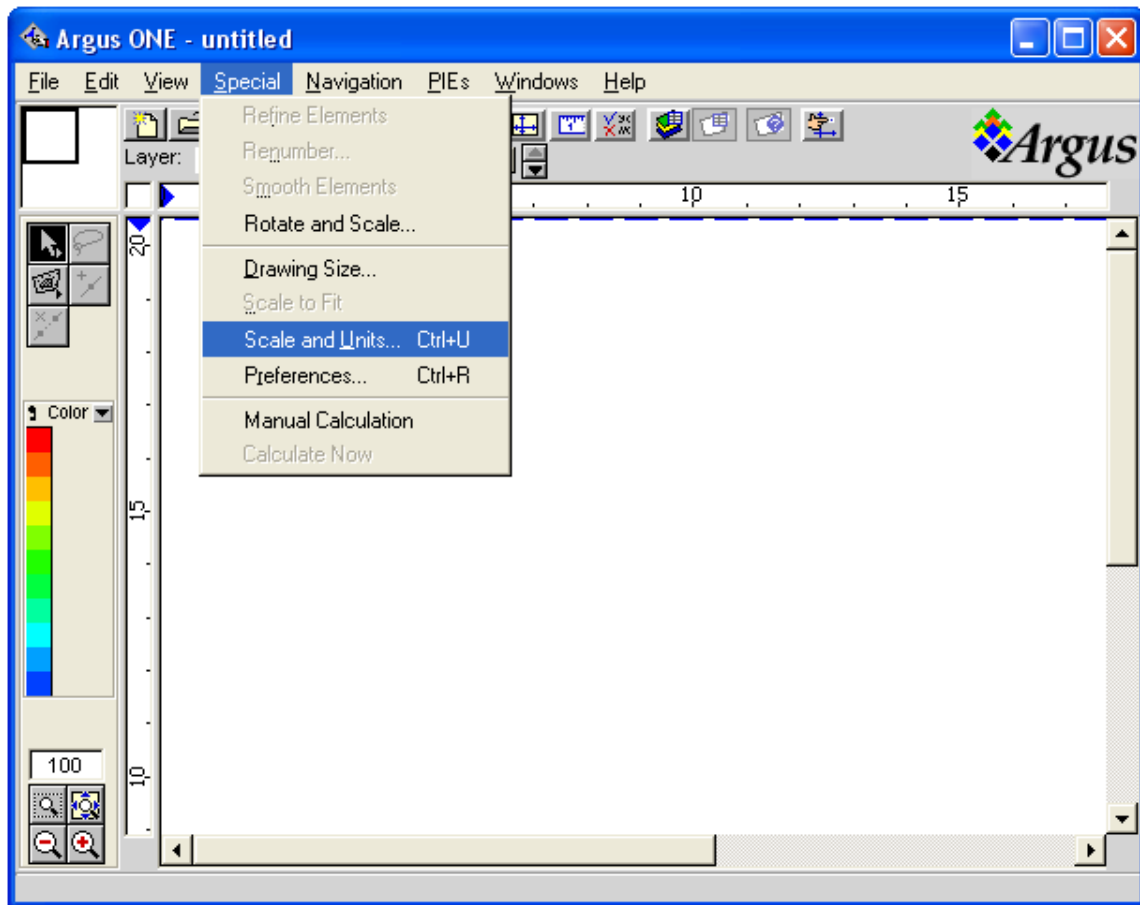 Argus ONE - untitled
File Edit View Special Navigation PIEs Windows Help
Refine Elements
Renumber...
Smooth Elements
Rotate and Scale...
Drawing Size...
Scale to Fit
Scale and Units... Ctrl+U
Preferences... Ctrl+R
Manual Calculation
Calculate Now
Layer:
Argus
10 15
20
15
10
Color
100